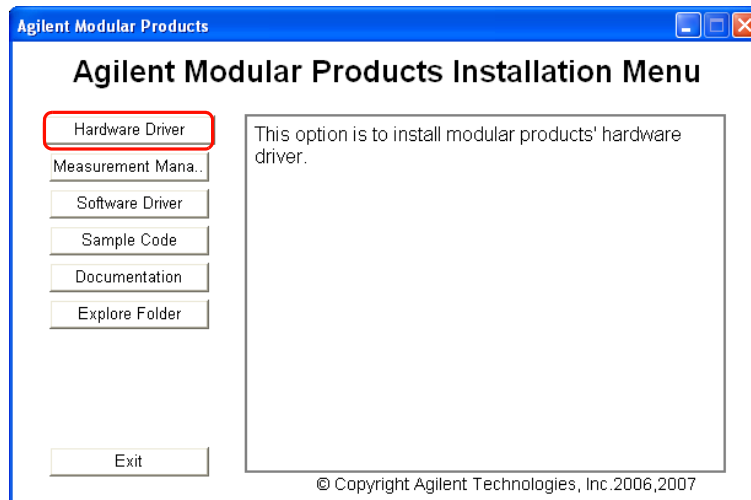 Agilent Modular Products
Agilent Modular Products Installation Menu
Hardware Driver
Measurement Mana..
Software Driver
Sample Code
Documentation
Explore Folder
Exit
This option is to install modular products' hardware
driver.
© Copyright Agilent Technologies, Inc.2006,2007